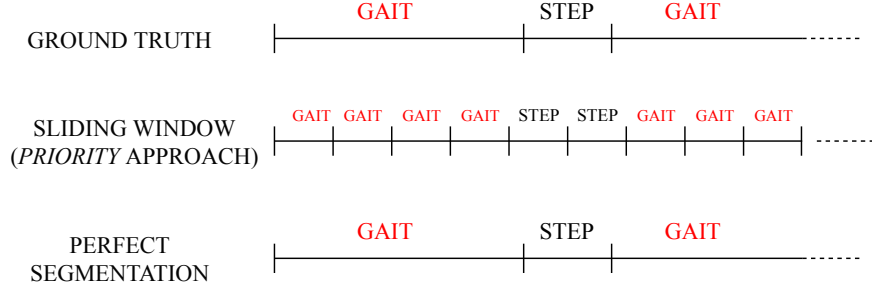 GAIT STEP GAIT
GROUND TRUTH
GAIT GAIT GAIT GAIT STEP STEP GAIT GAIT GAIT
SLIDING WINDOW
(PRIORITY APPROACH)
GAIT STEP GAIT
PERFECT
SEGMENTATION